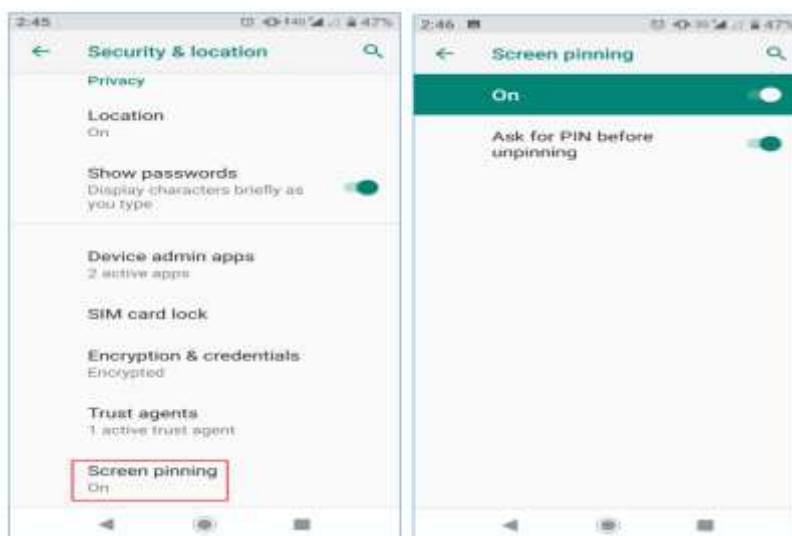 2:45
47%
Security & location
Privacy
Location
On
Show passwords
Display characters briefly as
you type
Device admin apps
2 active apps
SIM card lock
Encryption & credentials
Encrypted
Trust agents
1 active trust agent
Screen pinning
On
2:46
47%
Screen pinning
On
Ask for PIN before
unpinning